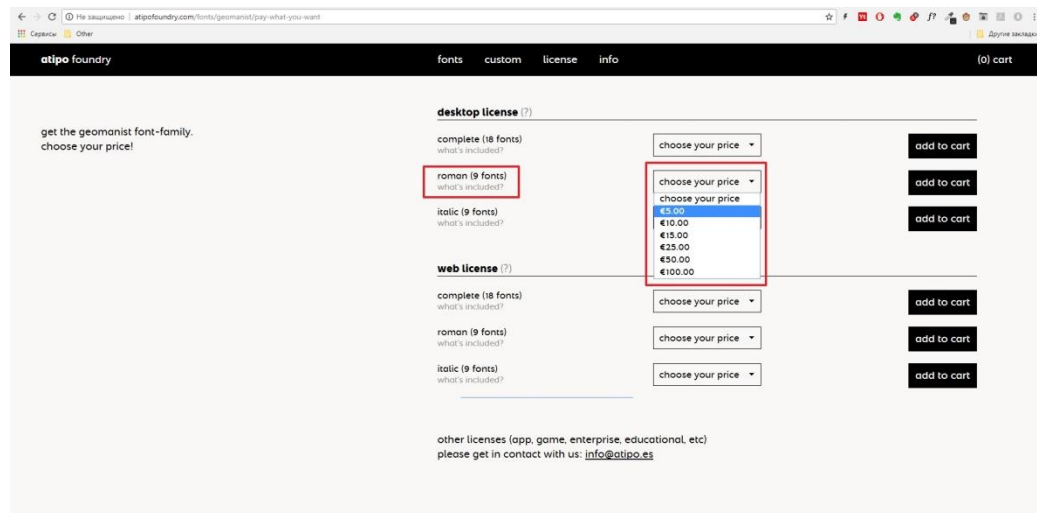 Не защищено | atipofoundry.com/fonts/geomanist/pay-what-you-want
Сервисы Other Другие закладки
atipo foundry fonts custom license info (0) cart
get the geomanist font-family.
choose your price!
desktop license (?)
complete (18 fonts)
what's included?
choose your price add to cart
roman (9 fonts)
what's included?
choose your price add to cart
choose your price
€5.00
€10.00
€15.00
€25.00
€50.00
€100.00
italic (9 fonts)
what's included?
add to cart
web license (?)
complete (18 fonts)
what's included?
choose your price add to cart
roman (9 fonts)
what's included?
choose your price add to cart
italic (9 fonts)
what's included?
choose your price add to cart
other licenses (app, game, enterprise, educational, etc)
please get in contact with us: info@atipo.es